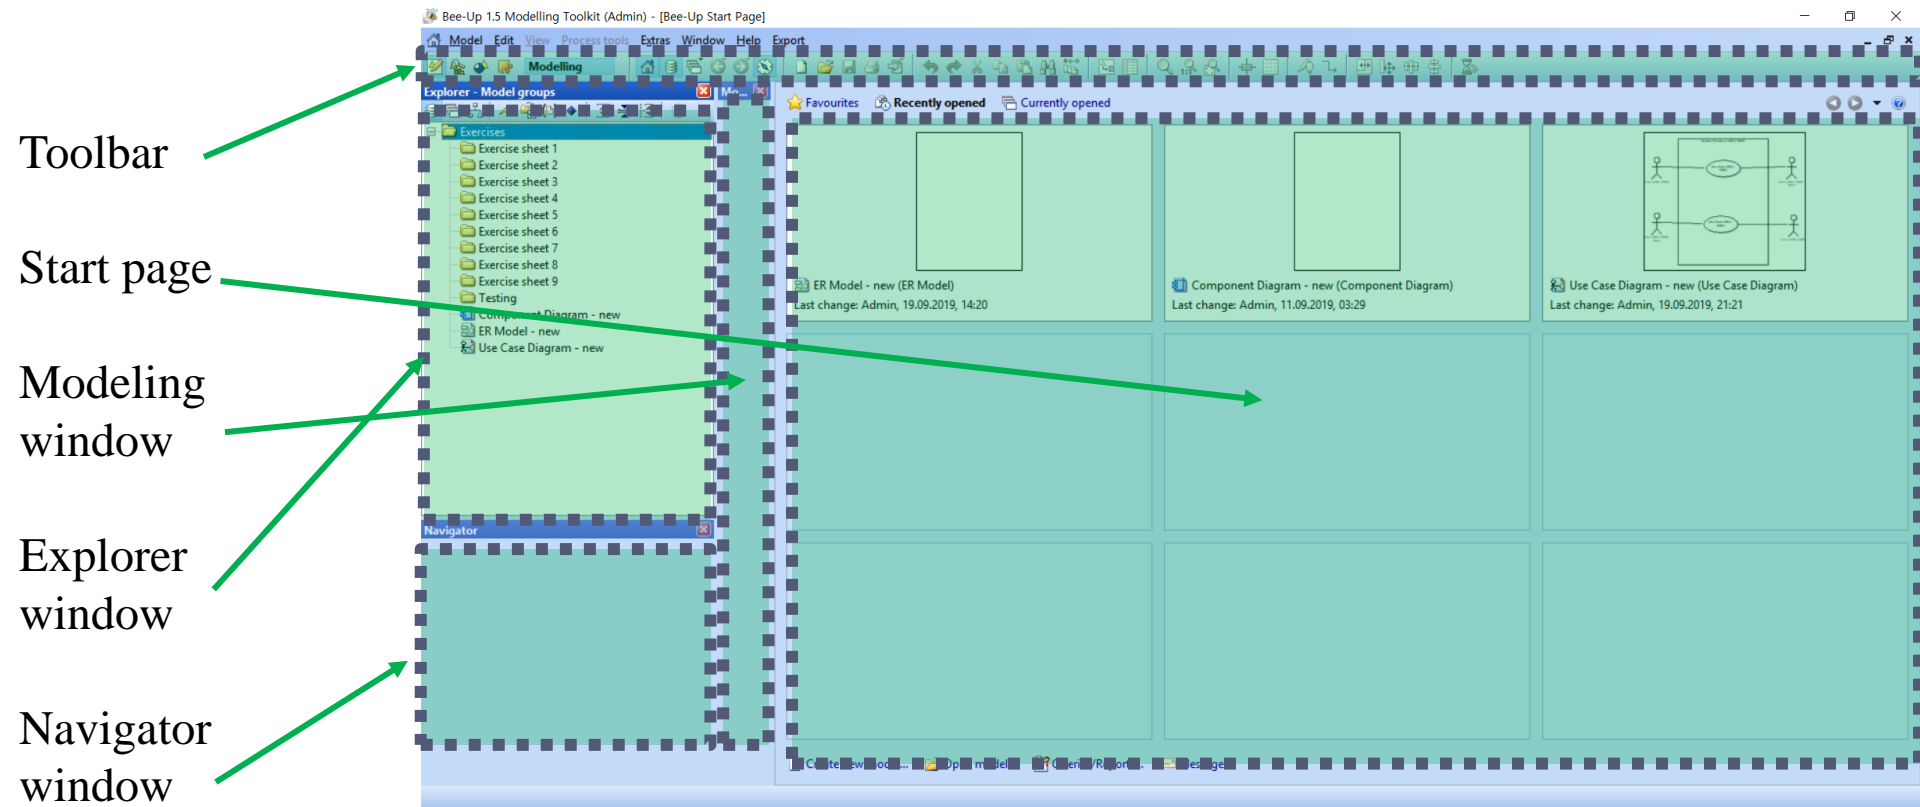 Bee-Up 1.5 Modelling Toolkit (Admin) - [Bee-Up Start Page]
Model Edit View Process tools Extras Window Help Export
Modelling
Explorer - Model groups
Mo...
Favourites Recently opened Currently opened
Exercises
Exercise sheet 1
Exercise sheet 2
Exercise sheet 3
Exercise sheet 4
Exercise sheet 5
Exercise sheet 6
Exercise sheet 7
Exercise sheet 8
Exercise sheet 9
Testing
Component Diagram - new
ER Model - new
Use Case Diagram - new
ER Model - new (ER Model)
Last change: Admin, 19.09.2019, 14:20
Component Diagram - new (Component Diagram)
Last change: Admin, 11.09.2019, 03:29
Use Case Diagram - new (Use Case Diagram)
Last change: Admin, 19.09.2019, 21:21
Navigator
Toolbar
Start page
Modeling
window
Explorer
window
Navigator
window